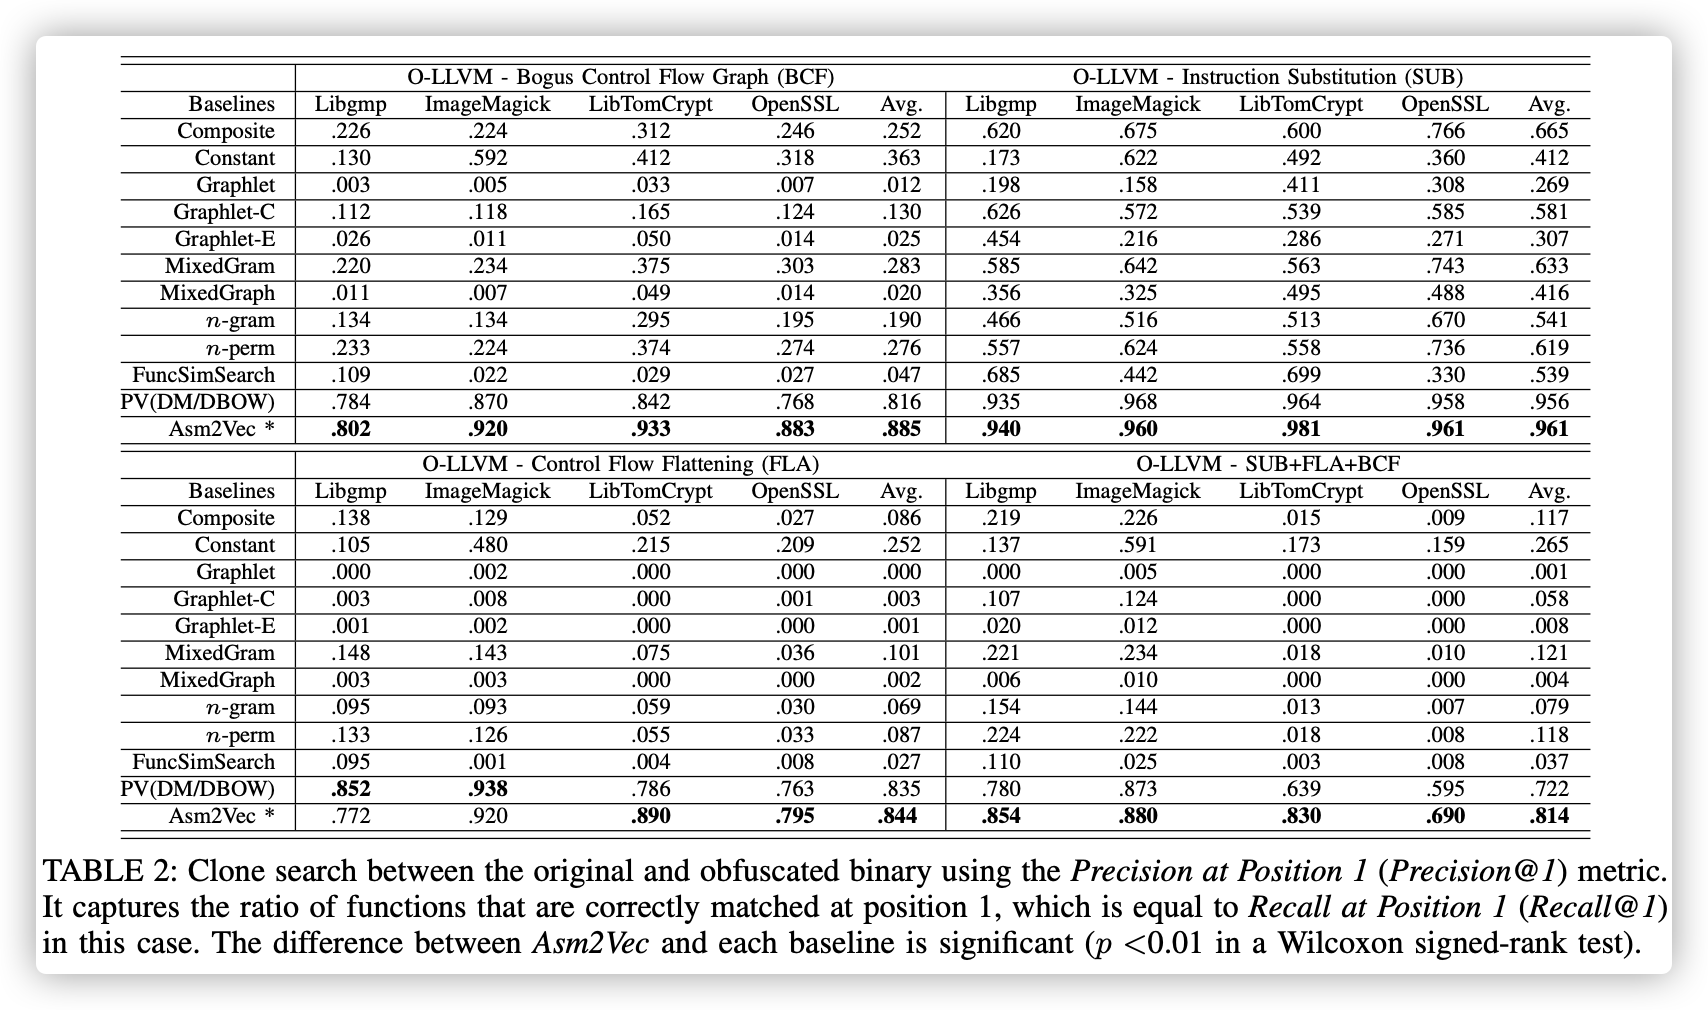 O-LLVM - Bogus Control Flow Graph (BCF) O-LLVM - Instruction Substitution (SUB)
Baselines Libgmp ImageMagick LibTomCrypt OpenSSL Avg. Libgmp ImageMagick LibTomCrypt OpenSSL Avg.
Composite .226 .224 .312 .246 .252 .620 .675 .600 .766 .665
Constant .130 .592 .412 .318 .363 .173 .622 .492 .360 .412
Graphlet .003 .005 .033 .007 .012 .198 .158 .411 .308 .269
Graphlet-C .112 .118 .165 .124 .130 .626 .572 .539 .585 .581
Graphlet-E .026 .011 .050 .014 .025 .454 .216 .286 .271 .307
MixedGram .220 .234 .375 .303 .283 .585 .642 .563 .743 .633
MixedGraph .011 .007 .049 .014 .020 .356 .325 .495 .488 .416
n-gram .134 .134 .295 .195 .190 .466 .516 .513 .670 .541
n-perm .233 .224 .374 .274 .276 .557 .624 .558 .736 .619
FuncSimSearch .109 .022 .029 .027 .047 .685 .442 .699 .330 .539
PV(DM/DBOW) .784 .870 .842 .768 .816 .935 .968 .964 .958 .956
Asm2Vec * .802 .920 .933 .883 .885 .940 .960 .981 .961 .961
O-LLVM - Control Flow Flattening (FLA) O-LLVM - SUB+FLA+BCF
Baselines Libgmp ImageMagick LibTomCrypt OpenSSL Avg. Libgmp ImageMagick LibTomCrypt OpenSSL Avg.
Composite .138 .129 .052 .027 .086 .219 .226 .015 .009 .117
Constant .105 .480 .215 .209 .252 .137 .591 .173 .159 .265
Graphlet .000 .002 .000 .000 .000 .000 .005 .000 .000 .001
Graphlet-C .003 .008 .000 .001 .003 .107 .124 .000 .000 .058
Graphlet-E .001 .002 .000 .000 .001 .020 .012 .000 .000 .008
MixedGram .148 .143 .075 .036 .101 .221 .234 .018 .010 .121
MixedGraph .003 .003 .000 .000 .002 .006 .010 .000 .000 .004
n-gram .095 .093 .059 .030 .069 .154 .144 .013 .007 .079
n-perm .133 .126 .055 .033 .087 .224 .222 .018 .008 .118
FuncSimSearch .095 .001 .004 .008 .027 .110 .025 .003 .008 .037
PV(DM/DBOW) .852 .938 .786 .763 .835 .780 .873 .639 .595 .722
Asm2Vec * .772 .920 .890 .795 .844 .854 .880 .830 .690 .814
TABLE 2: Clone search between the original and obfuscated binary using the Precision at Position 1 (Precision@1) metric.
It captures the ratio of functions that are correctly matched at position 1, which is equal to Recall at Position 1 (Recall@1)
in this case. The difference between Asm2Vec and each baseline is significant (p <0.01 in a Wilcoxon signed-rank test).